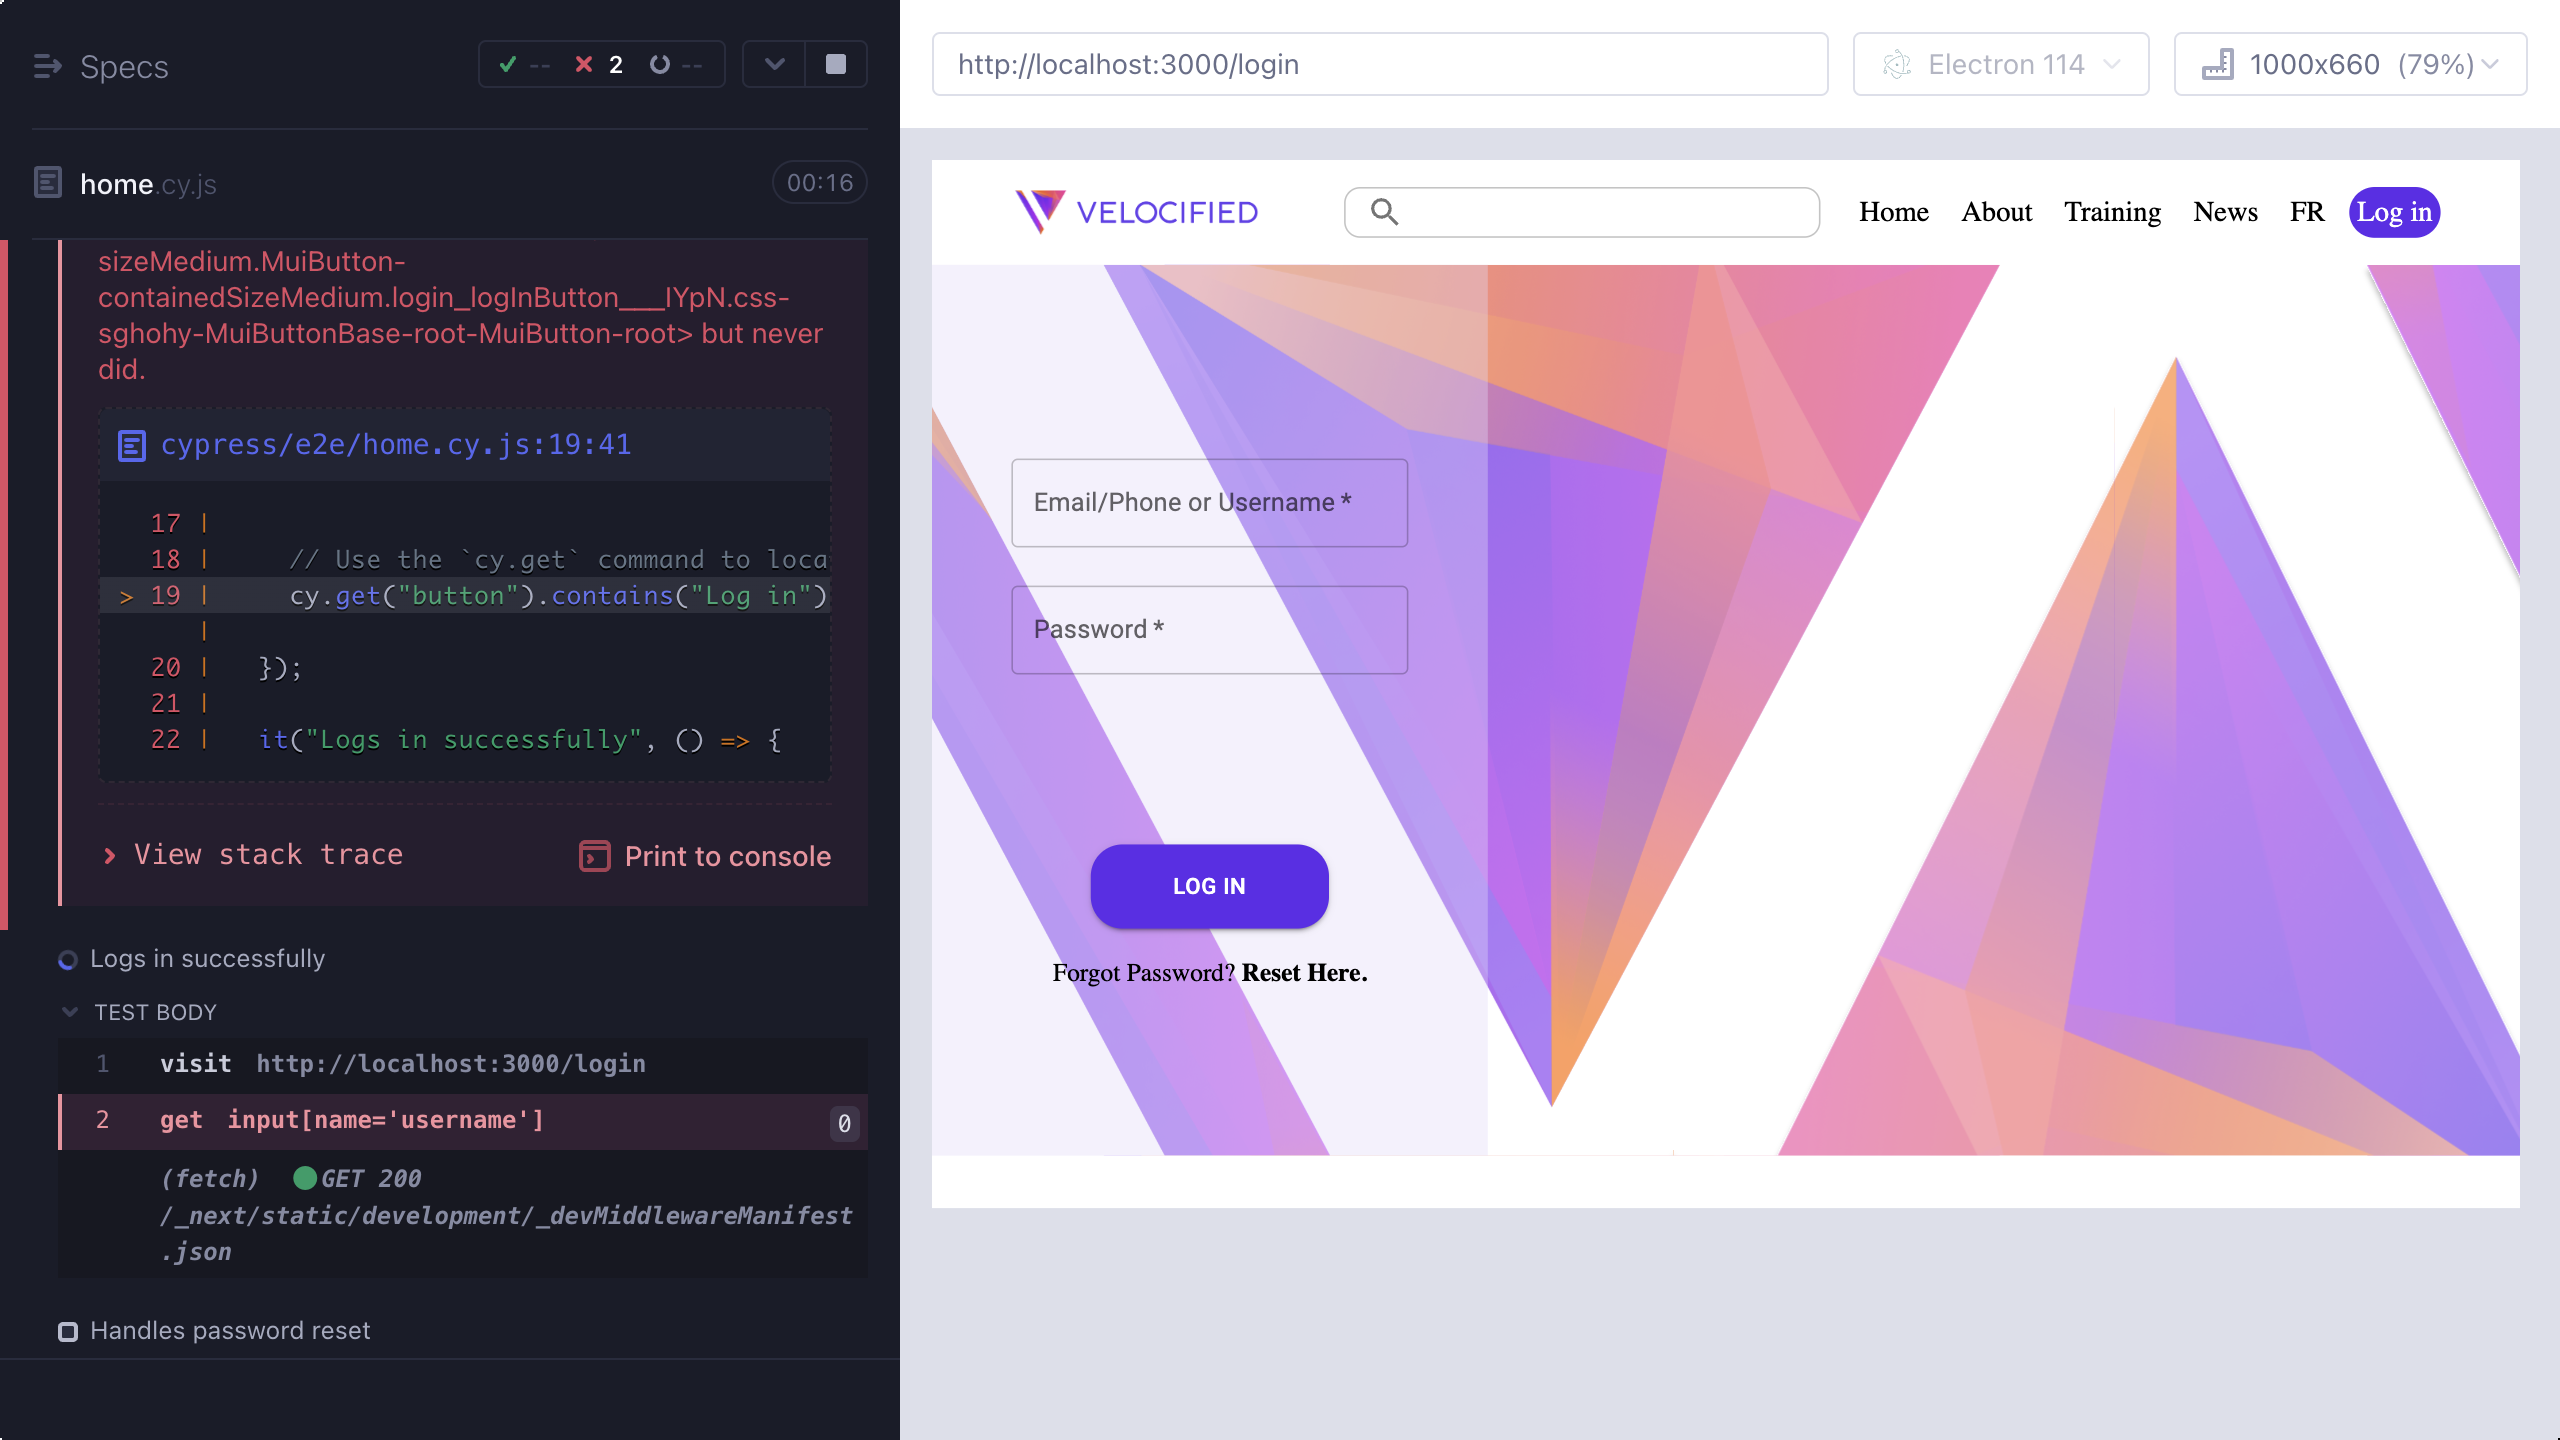 Specs
-- 2 --
home.cy.js
00:16
sizeMedium.MuiButton-
containedSizeMedium.login_logInButton___lYpN.css-
sghohy-MuiButtonBase-root-MuiButton-root> but never
did.
cypress/e2e/home.cy.js:19:41
17 |
18 | // Use the `cy.get` command to loca
> 19 | cy.get("button").contains("Log in")
|
20 | });
21 |
22 | it("Logs in successfully", () => {
View stack trace
Print to console
Logs in successfully
TEST BODY
1 visit http://localhost:3000/login
2 get input[name='username'] 0
(fetch) GET 200
/_next/static/development/_devMiddlewareManifest
.json
Handles password reset
http://localhost:3000/login
Electron 114
1000x660 (79%)
VELOCIFIED
Home About Training News FR Log in
Email/Phone or Username *
Password *
LOG IN
Forgot Password? Reset Here.